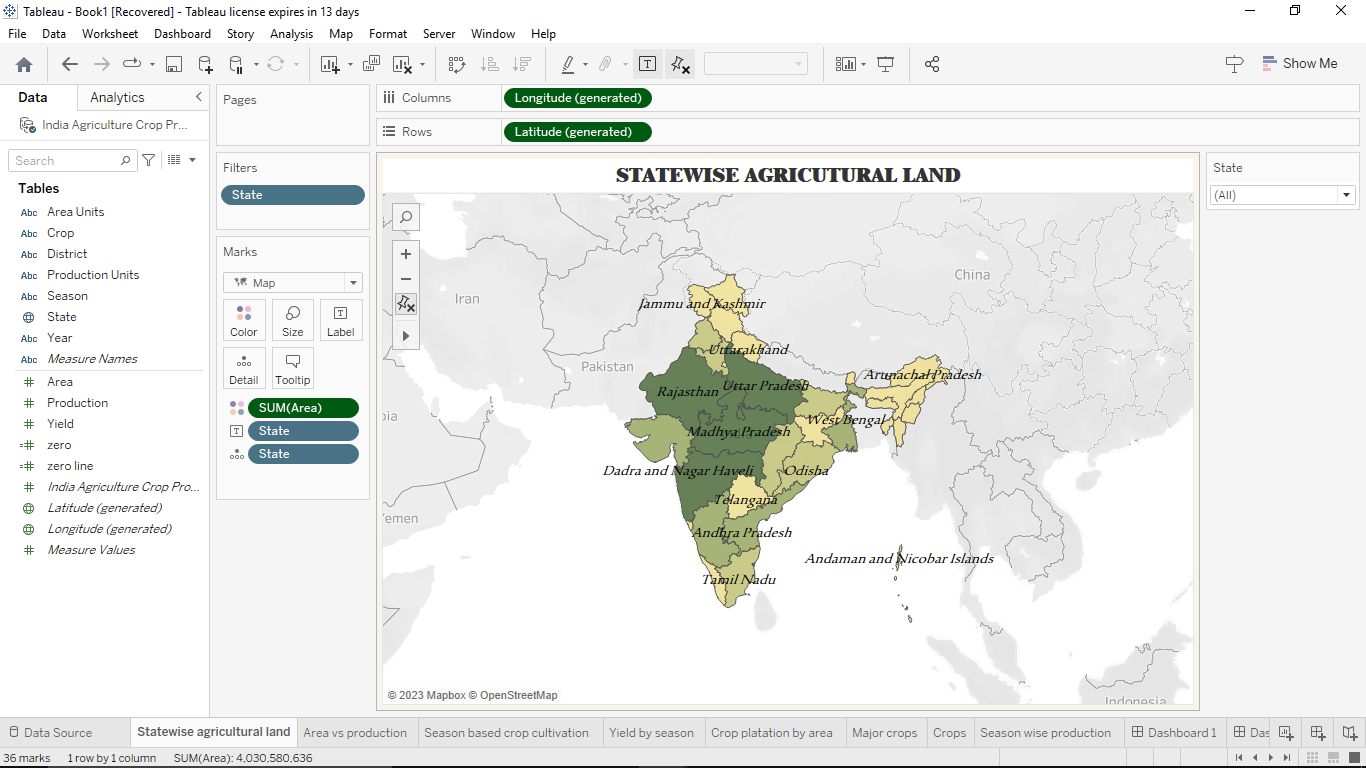 Tableau - Book1 [Recovered] - Tableau license expires in 13 days
File Data Worksheet Dashboard Story Analysis Map Format Server Window Help
Show Me
Data Analytics
India Agriculture Crop Pr...
Search
Tables
Abc Area Units
Abc Crop
Abc District
Abc Production Units
Abc Season
State
Abc Year
Abc Measure Names
Area
Production
Yield
zero
zero line
India Agriculture Crop Pro...
Latitude (generated)
Longitude (generated)
Measure Values
Pages
Filters
State
Marks
Map
Color Size Label
Detail Tooltip
SUM(Area)
State
State
Columns Longitude (generated)
Rows Latitude (generated)
STATEWISE AGRICUTURAL LAND
China
Iran
Jammu and Kashmir
Uttarakhand
Pakistan
Arunachal Pradesh
Rajasthan
Uttar Pradesh
West Bengal
Madhya Pradesh
Dadra and Nagar Haveli
Odisha
Telangana
Andhra Pradesh
Andaman and Nicobar Islands
Tamil Nadu
Indonesia
© 2023 Mapbox © OpenStreetMap
State
(All)
Data Source Statewise agricultural land Area vs production Season based crop cultivation Yield by season Crop platation by area Major crops Crops Season wise production Dashboard 1 Das
36 marks 1 row by 1 column SUM(Area): 4,030,580,636